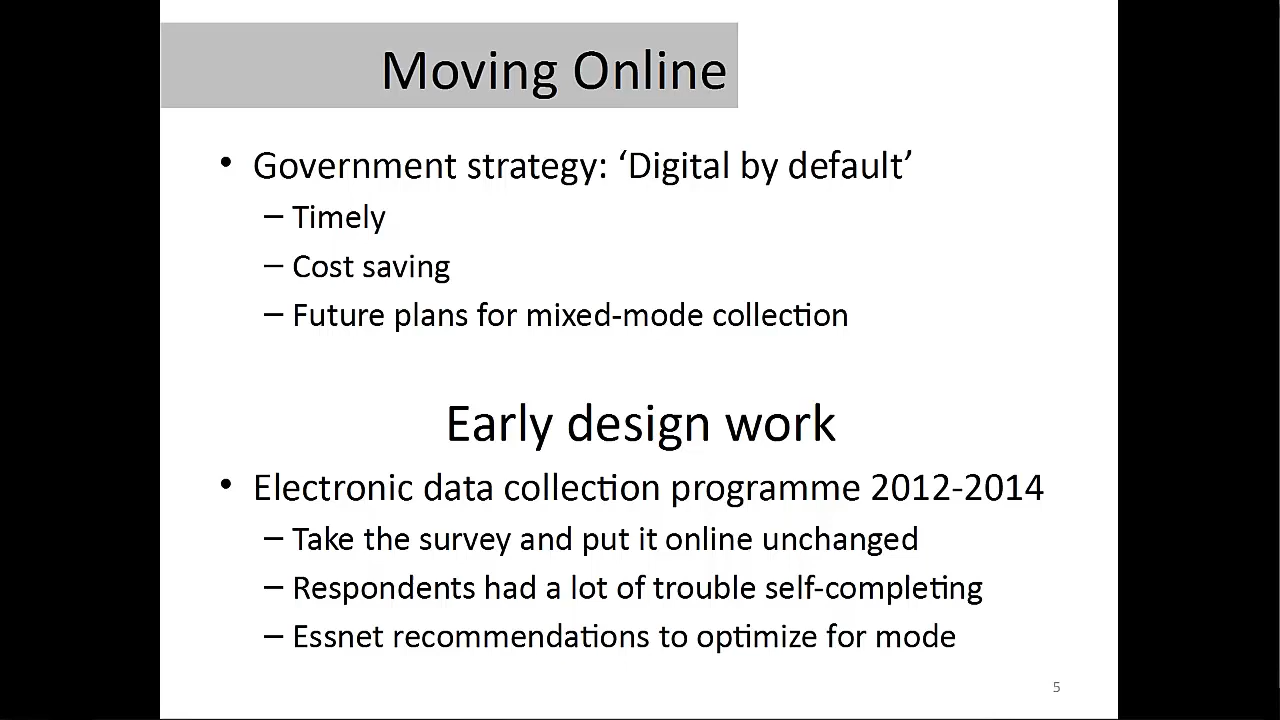 Moving Online
• Government strategy: ‘Digital by default’
– Timely
– Cost saving
– Future plans for mixed-mode collection
Early design work
• Electronic data collection programme 2012-2014
– Take the survey and put it online unchanged
– Respondents had a lot of trouble self-completing
– Essnet recommendations to optimize for mode
5